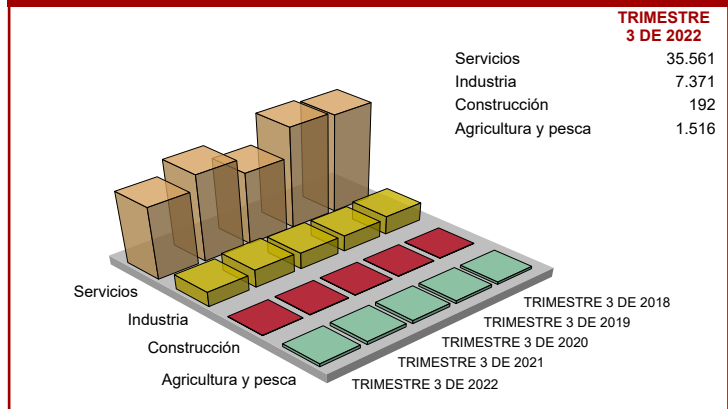 TRIMESTRE
3 DE 2022
Servicios 35.561
Industria 7.371
Construcción 192
Agricultura y pesca 1.516
Servicios
Industria
Construcción
Agricultura y pesca
TRIMESTRE 3 DE 2018
TRIMESTRE 3 DE 2019
TRIMESTRE 3 DE 2020
TRIMESTRE 3 DE 2021
TRIMESTRE 3 DE 2022